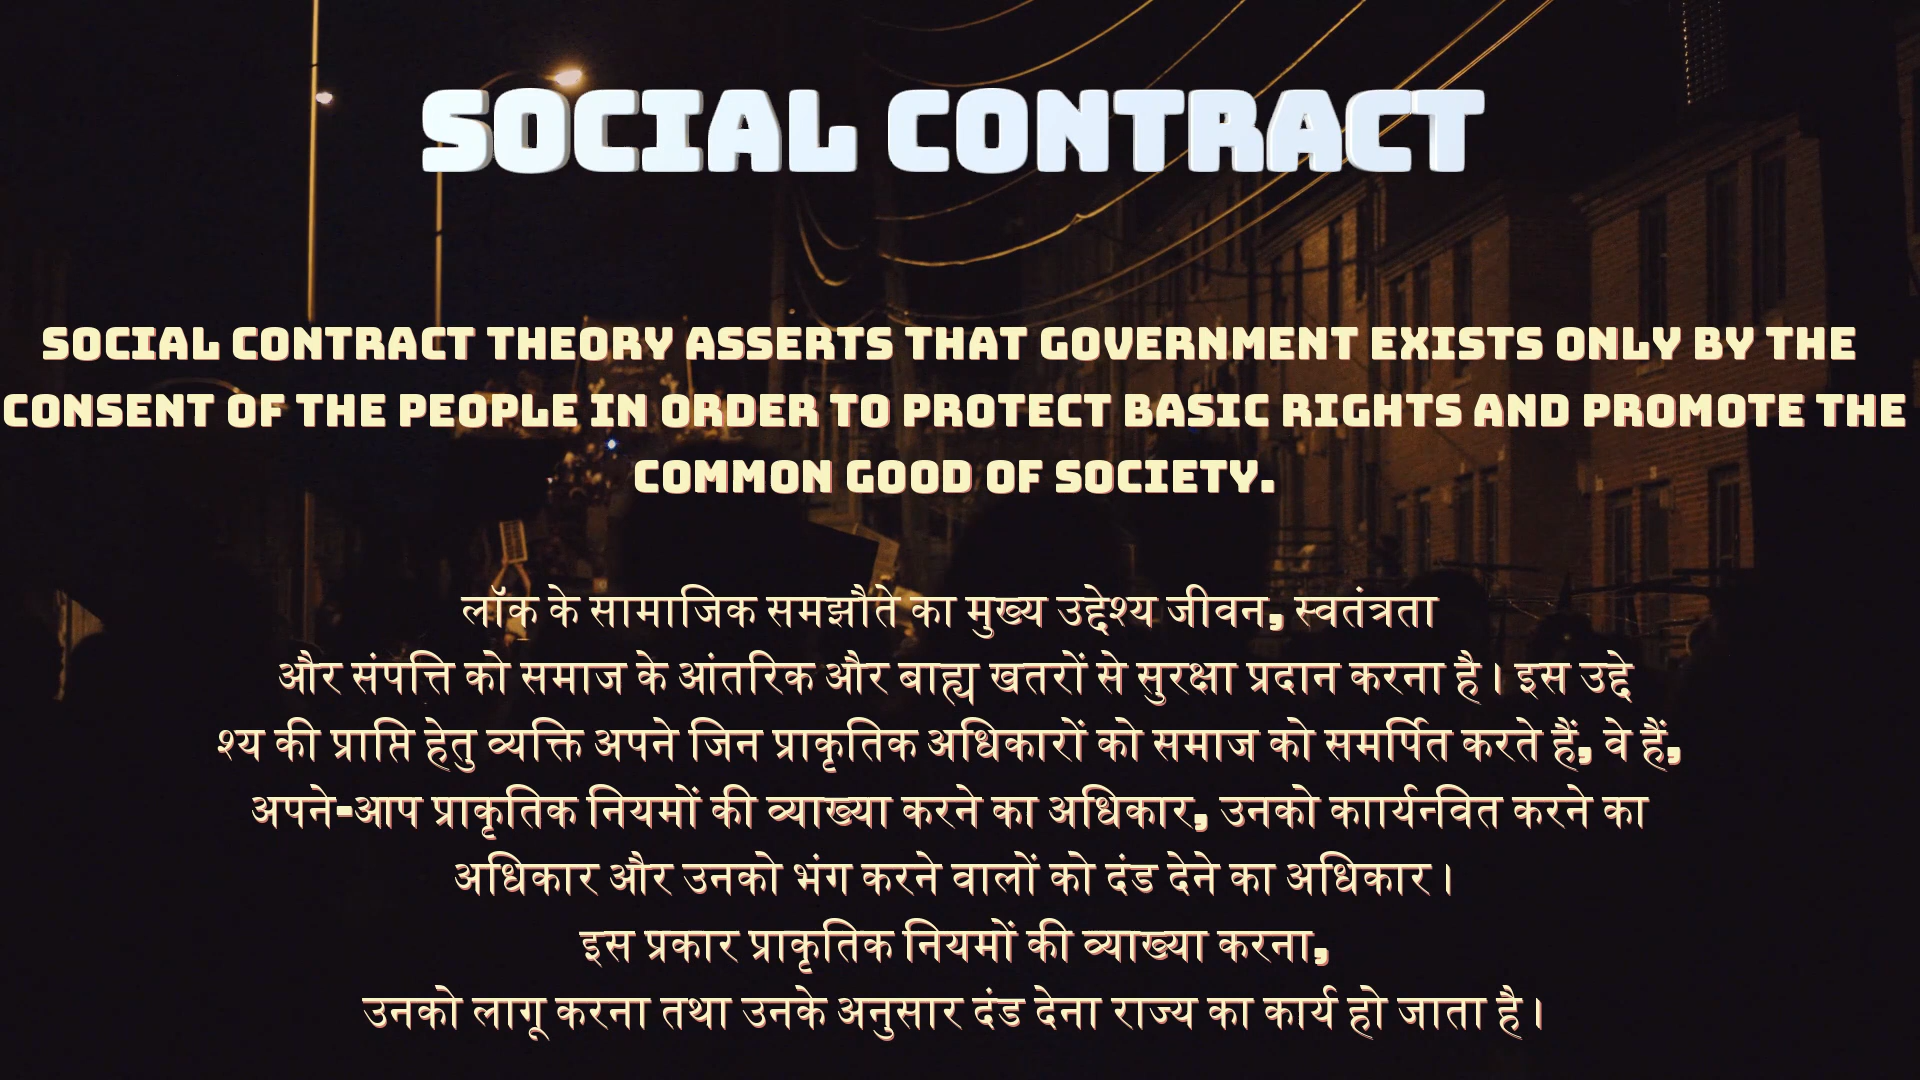 SOCIAL CONTRACT
SOCIAL CONTRACT THEORY ASSERTS THAT GOVERNMENT EXISTS ONLY BY THE
CONSENT OF THE PEOPLE IN ORDER TO PROTECT BASIC RIGHTS AND PROMOTE THE
COMMON GOOD OF SOCIETY.
लॉक के सामाजिक समझौते का मुख्य उद्देश्य जीवन, स्वतंत्रता
और संपत्ति को समाज के आंतरिक और बाह्य खतरों से सुरक्षा प्रदान करना है। इस उद्दे
श्य की प्राप्ति हेतु व्यक्ति अपने जिन प्राकृतिक अधिकारों को समाज को समर्पित करते हैं, वे हैं,
अपने-आप प्राकृतिक नियमों की व्याख्या करने का अधिकार, उनको काार्यनवित करने का
अधिकार और उनको भंग करने वालों को दंड देने का अधिकार।
इस प्रकार प्राकृतिक नियमों की व्याख्या करना,
उनको लागू करना तथा उनके अनुसार दंड देना राज्य का कार्य हो जाता है।